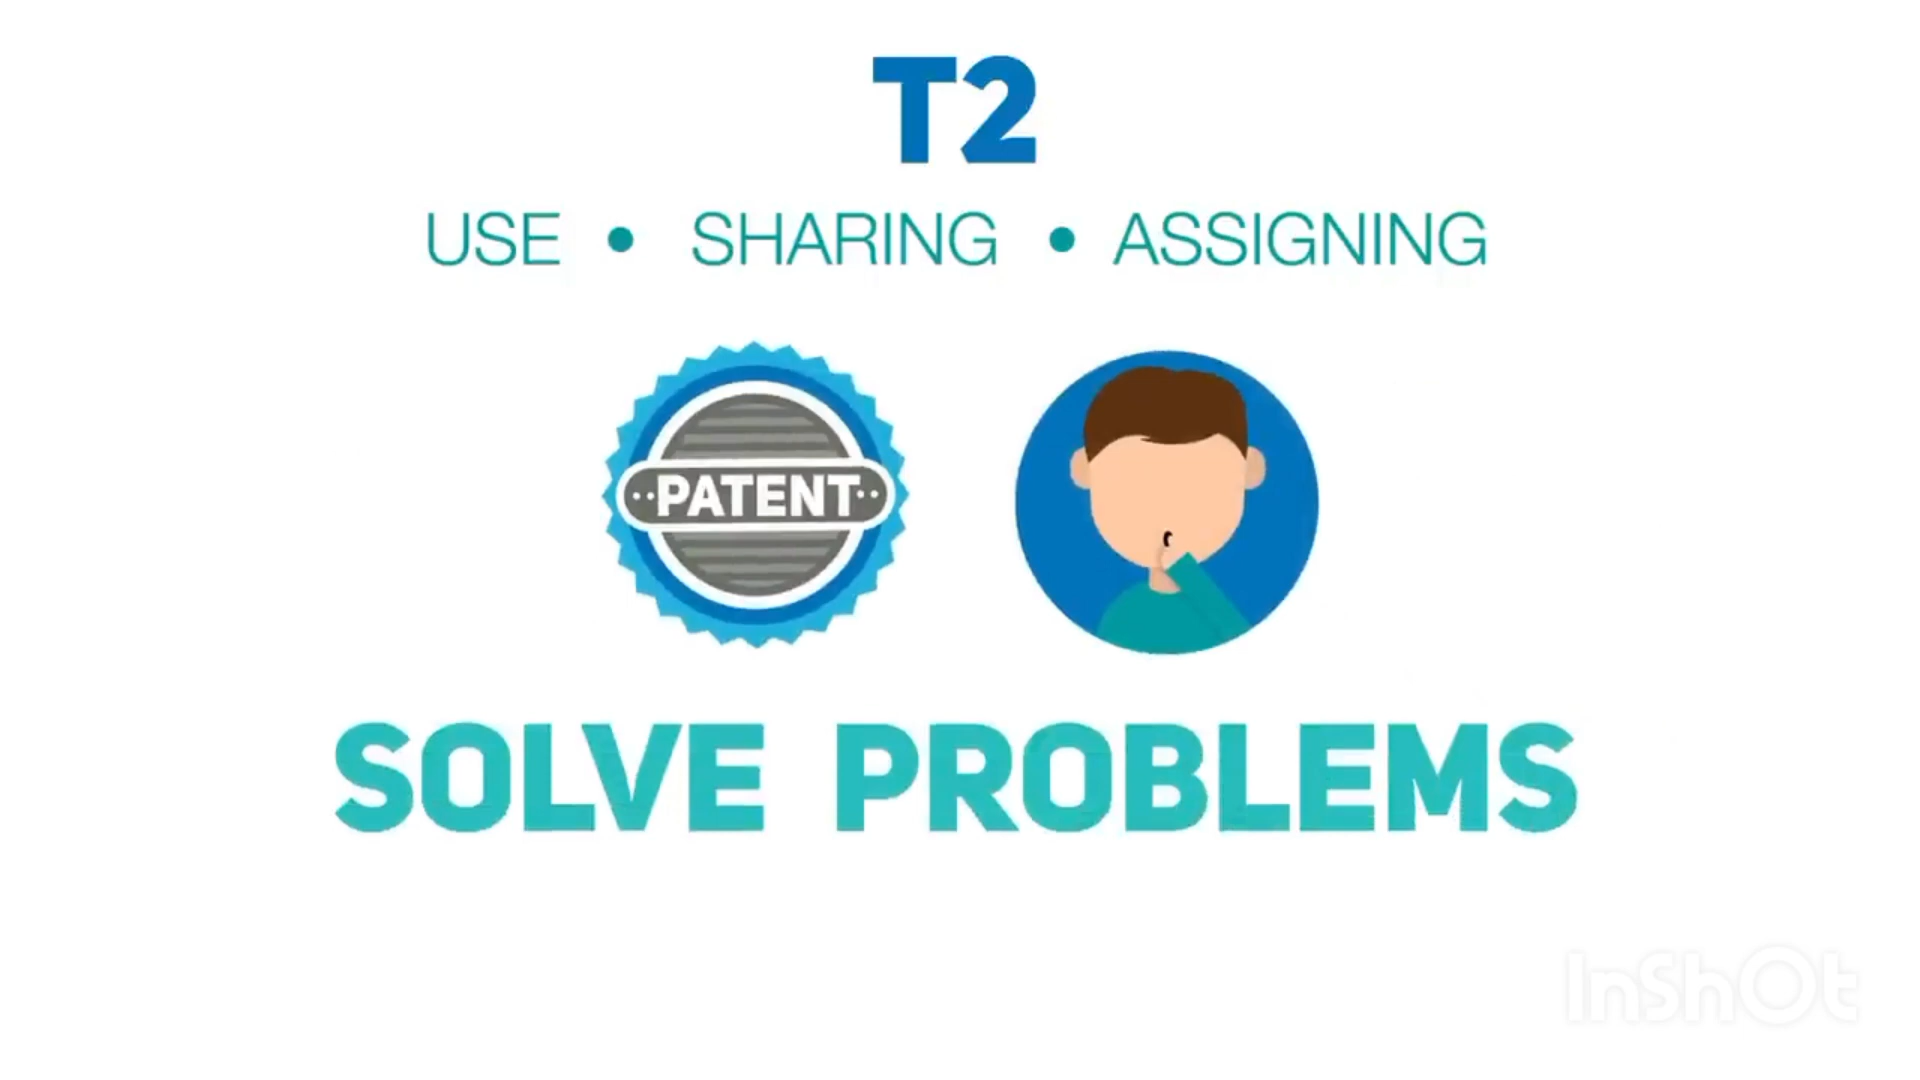 T2
USE • SHARING • ASSIGNING
··PATENT··
SOLVE PROBLEMS
InShOt